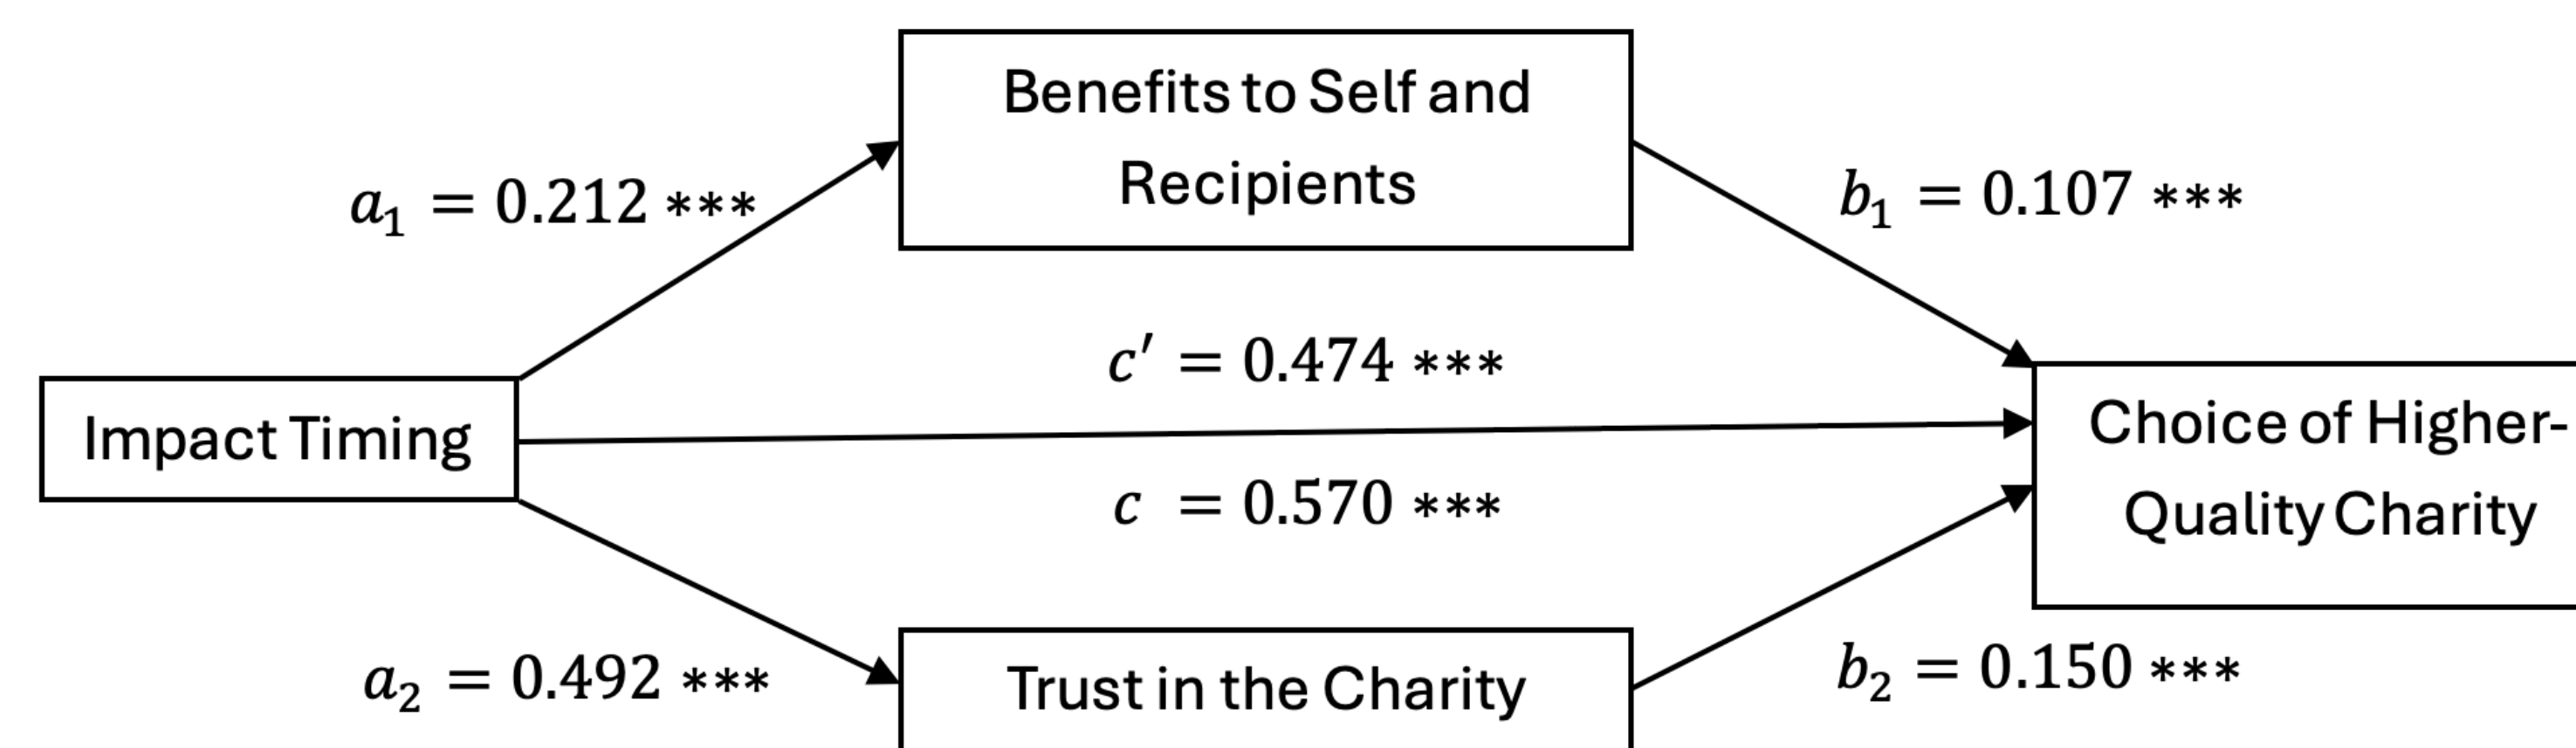 Benefits to Self and
Recipients
a₁ = 0.212 ***
b₁ = 0.107 ***
c′ = 0.474 ***
Impact Timing
Choice of Higher-
Quality Charity
c = 0.570 ***
a₂ = 0.492 ***
Trust in the Charity
b₂ = 0.150 ***